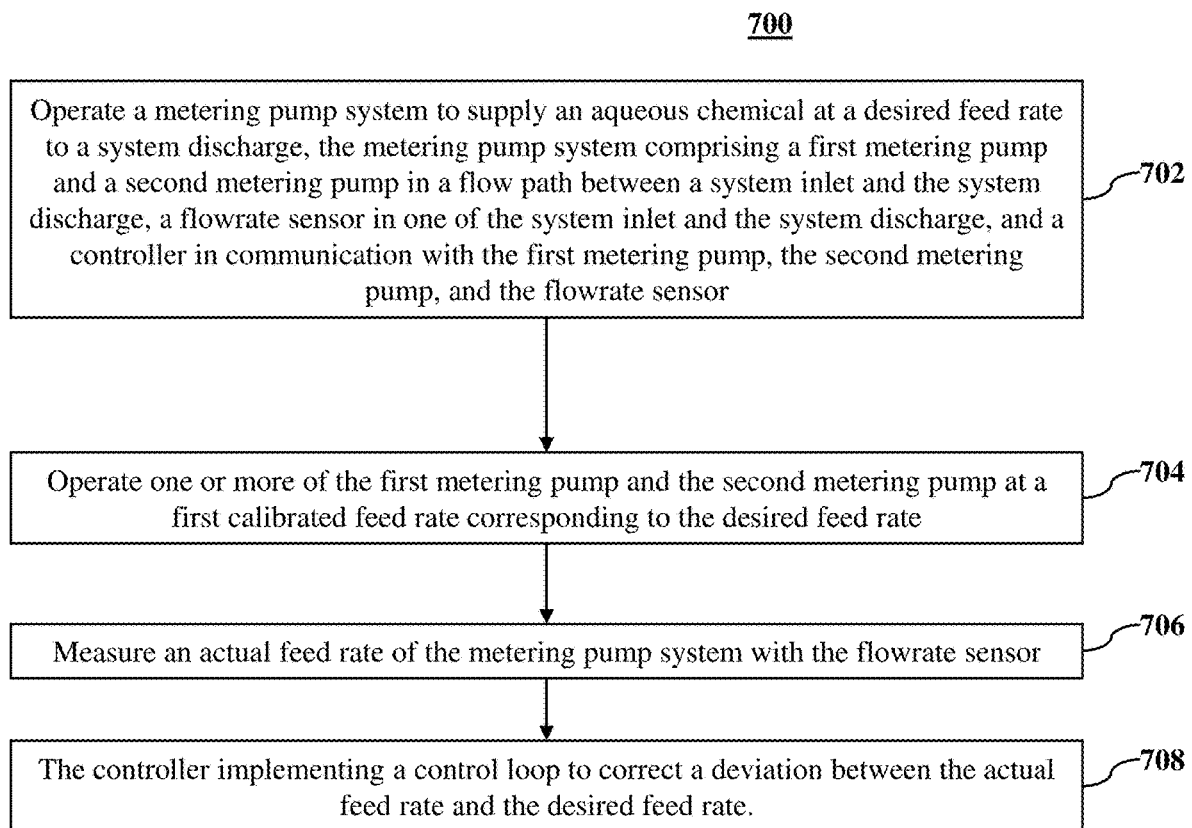 700
Operate a metering pump system to supply an aqueous chemical at a desired feed rate
to a system discharge, the metering pump system comprising a first metering pump
and a second metering pump in a flow path between a system inlet and the system
discharge, a flowrate sensor in one of the system inlet and the system discharge, and a
controller in communication with the first metering pump, the second metering
pump, and the flowrate sensor
702
Operate one or more of the first metering pump and the second metering pump at a
first calibrated feed rate corresponding to the desired feed rate
704
Measure an actual feed rate of the metering pump system with the flowrate sensor
706
The controller implementing a control loop to correct a deviation between the actual
feed rate and the desired feed rate.
708